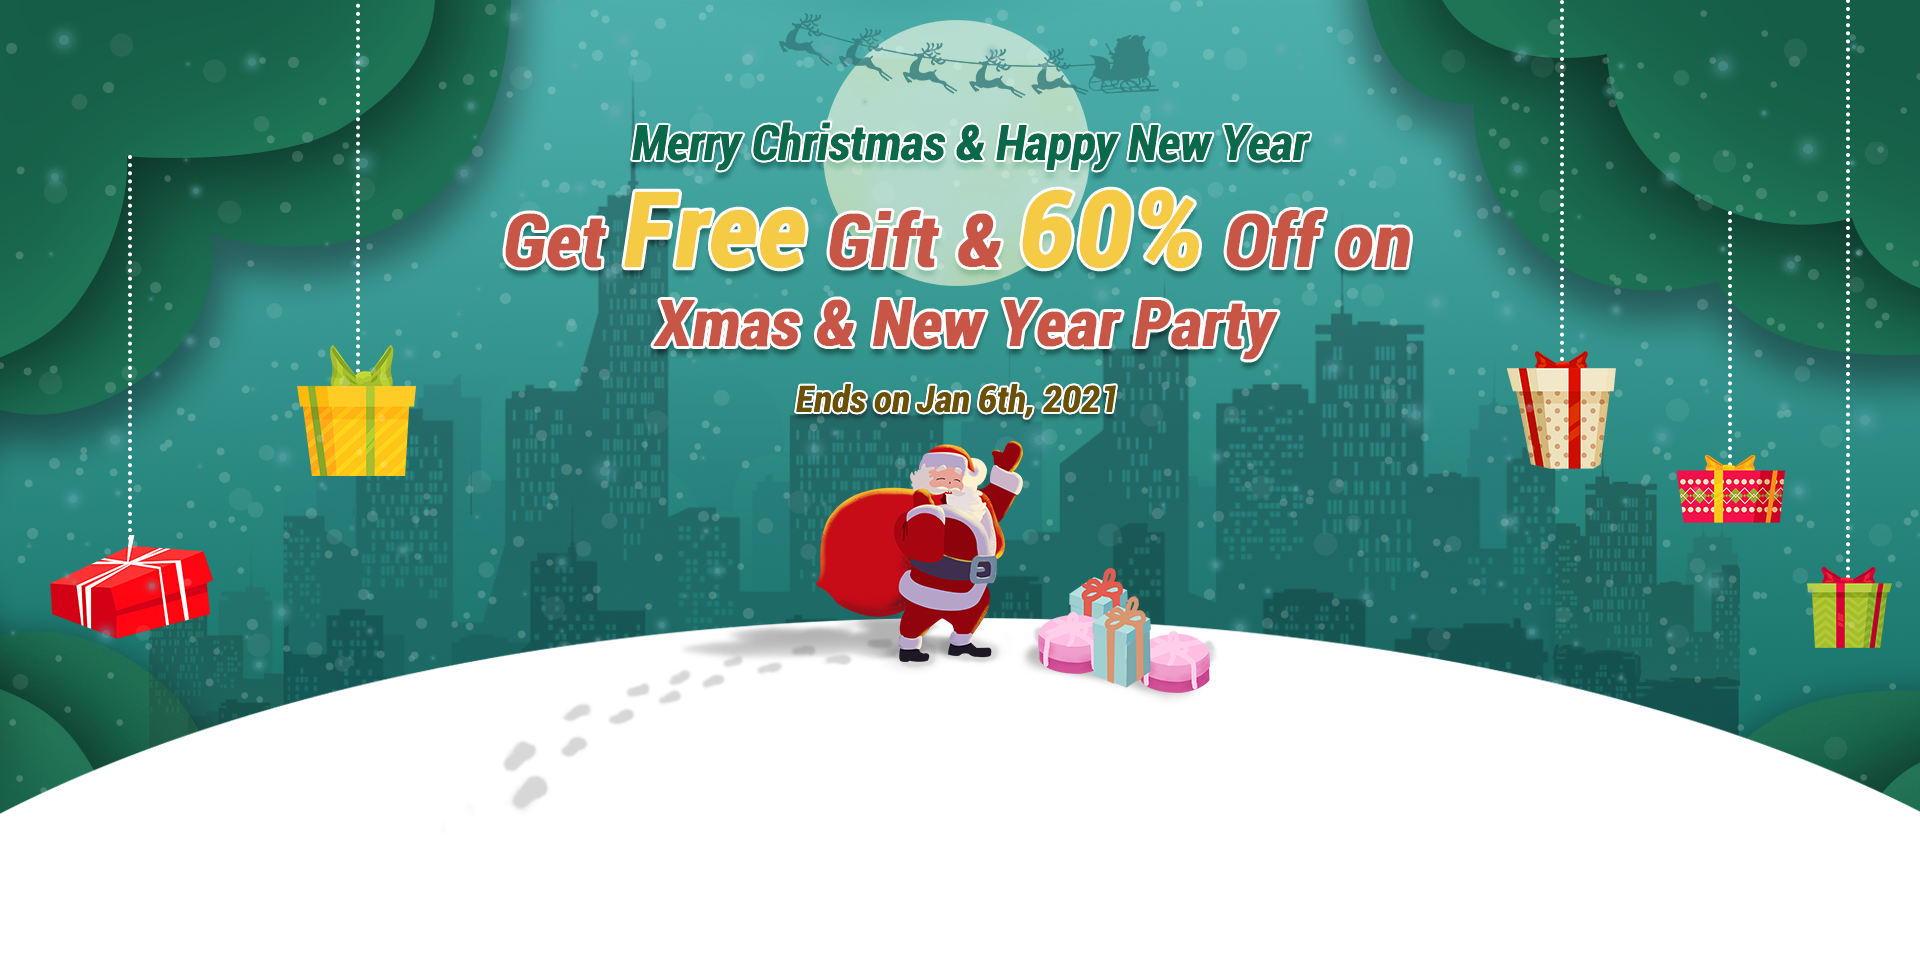 Merry Christmas & Happy New Year
Get Free Gift & 60% Off on
Xmas & New Year Party
Ends on Jan 6th, 2021